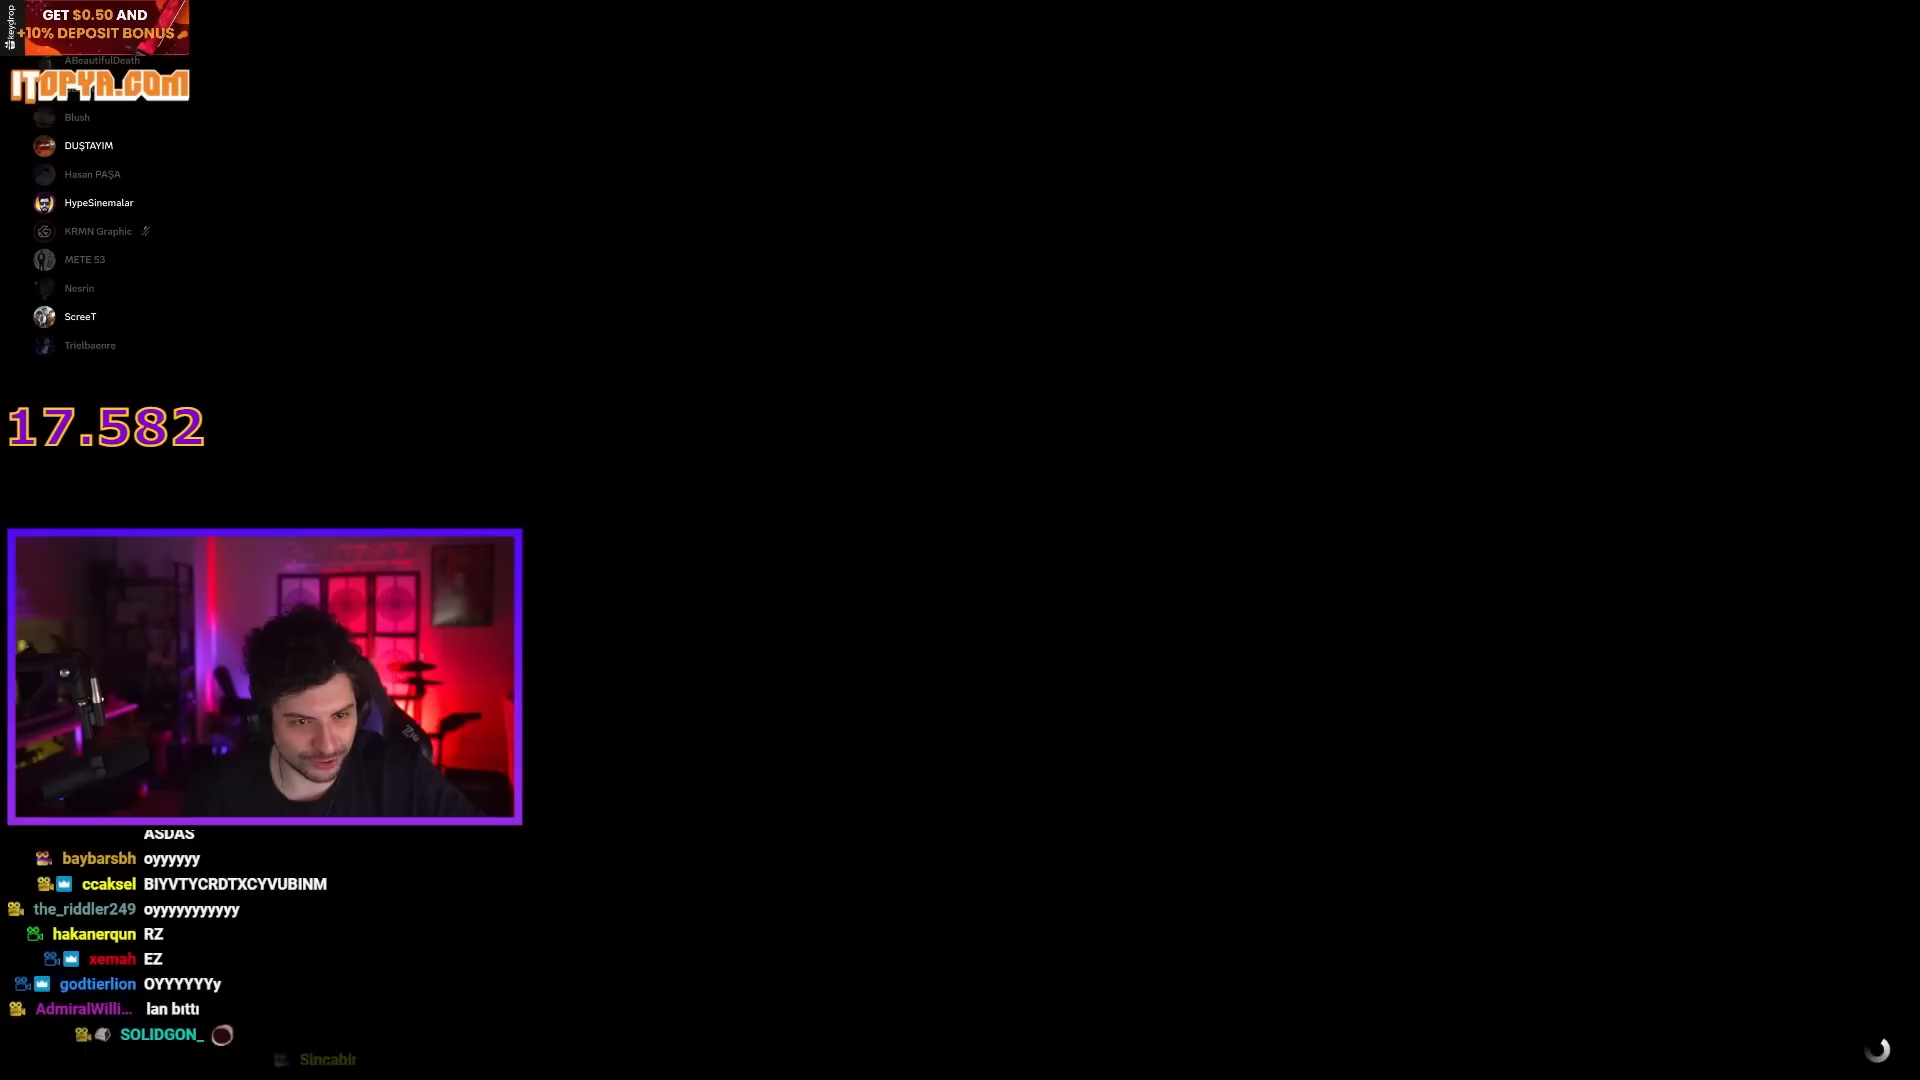 keydrop
GET $0.50 AND
+10% DEPOSIT BONUS
ABeautifulDeath
ITOPYA.COM
Blush
DUŞTAYIM
Hasan PAŞA
HypeSinemalar
KRMN Graphic
METE 53
Nesrin
ScreeT
Trielbaenre
17.582
ASDAS
baybarsbh oyyyyyy
ccaksel BIYVTYCRDTXCYVUBINM
the_riddler249 oyyyyyyyyyyy
hakanerqun RZ
xemah EZ
godtierlion OYYYYYYy
AdmiralWilli... lan bıttı
SOLIDGON_
Sincabir